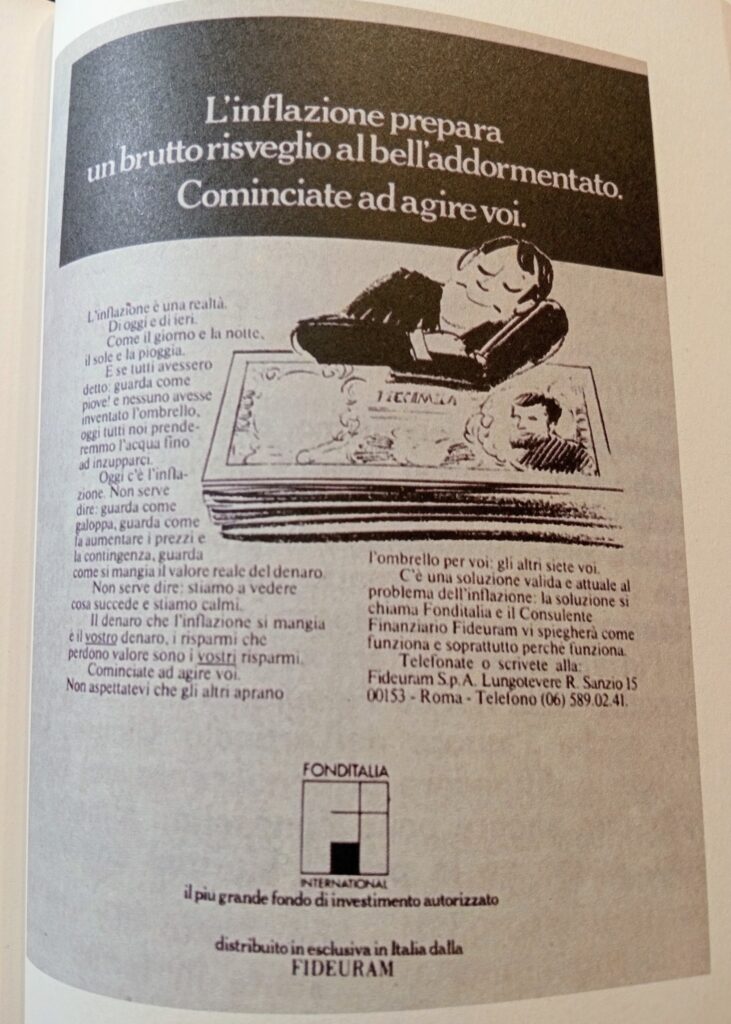 L'inflazione prepara
un brutto risveglio al bell'addormentato.
Cominciate ad agire voi.
L'inflazione è una realtà.
Di oggi e di ieri.
Come il giorno e la notte,
il sole e la pioggia.
E se tutti avessero
detto: guarda come
piove! e nessuno avesse
inventato l'ombrello,
oggi tutti noi prende-
remmo l'acqua fino
ad inzupparci.
Oggi c'è l'infla-
zione. Non serve
dire: guarda come
galoppa, guarda come
fa aumentare i prezzi e
la contingenza, guarda
come si mangia il valore reale del denaro.
Non serve dire: stiamo a vedere
cosa succede e stiamo calmi.
Il denaro che l'inflazione si mangia
è il vostro denaro, i risparmi che
perdono valore sono i vostri risparmi.
Cominciate ad agire voi.
Non aspettatevi che gli altri aprano
l'ombrello per voi: gli altri siete voi.
C'è una soluzione valida e attuale al
problema dell'inflazione: la soluzione si
chiama Fonditalia e il Consulente
Finanziario Fideuram vi spiegherà come
funziona e soprattutto perche funziona.
Telefonate o scrivete alla:
Fideuram S.p.A. Lungotevere R. Sanzio 15
00153 - Roma - Telefono (06) 589.02.41.
FONDITALIA
INTERNATIONAL
il piu grande fondo di investimento autorizzato
distribuito in esclusiva in Italia dalla
FIDEURAM